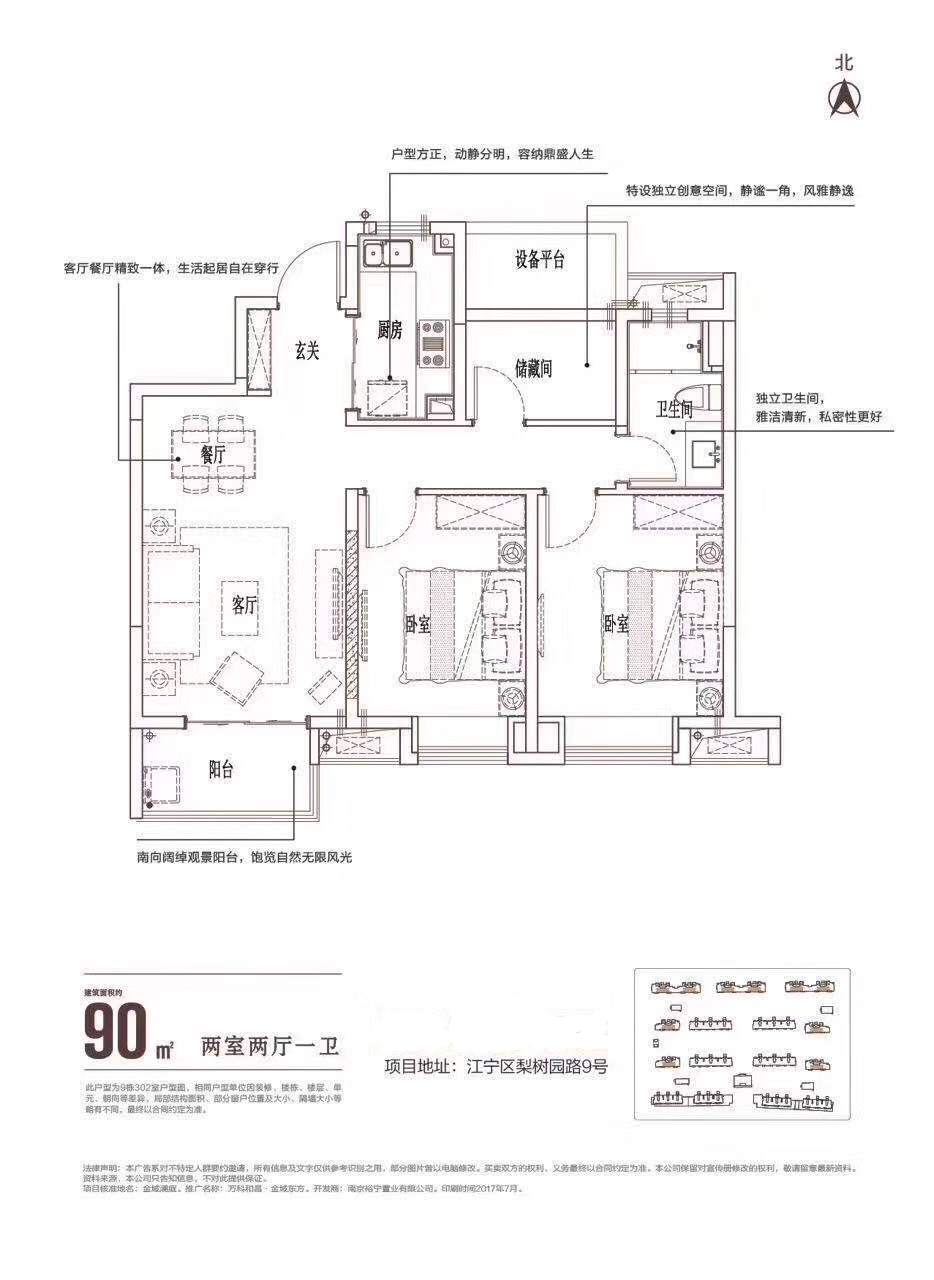 北
户型方正，动静分明，容纳鼎盛人生
特设独立创意空间，静谧一角，风雅静逸
客厅餐厅精致一体，生活起居自在穿行
设备平台
厨房
玄关
储藏间
独立卫生间，
雅洁清新，私密性更好
卫生间
餐厅
客厅
卧室
卧室
阳台
南向阔绰观景阳台，饱览自然无限风光
建筑面积约
90㎡ 两室两厅一卫
项目地址：江宁区梨树园路9号
此户型为9栋302室户型图，相同户型单位因装修、楼栋、楼层、单
元、朝向等差异，局部结构面积、部分窗户位置及大小、隔墙大小等
略有不同，最终以合同约定为准。
法律声明：本广告系对不特定人群要约邀请，所有信息及文字仅供参考识别之用，部分图片曾以电脑修改。买卖双方的权利、义务最终以合同约定为准。本公司保留对宣传册修改的权利，敬请留意最新资料。
资料来源，本公司只告知信息，不对此提供保证。
项目核准地名：金域澜庭。推广名称：万科和昌·金域东方。开发商：南京裕宁置业有限公司。印刷时间2017年7月。